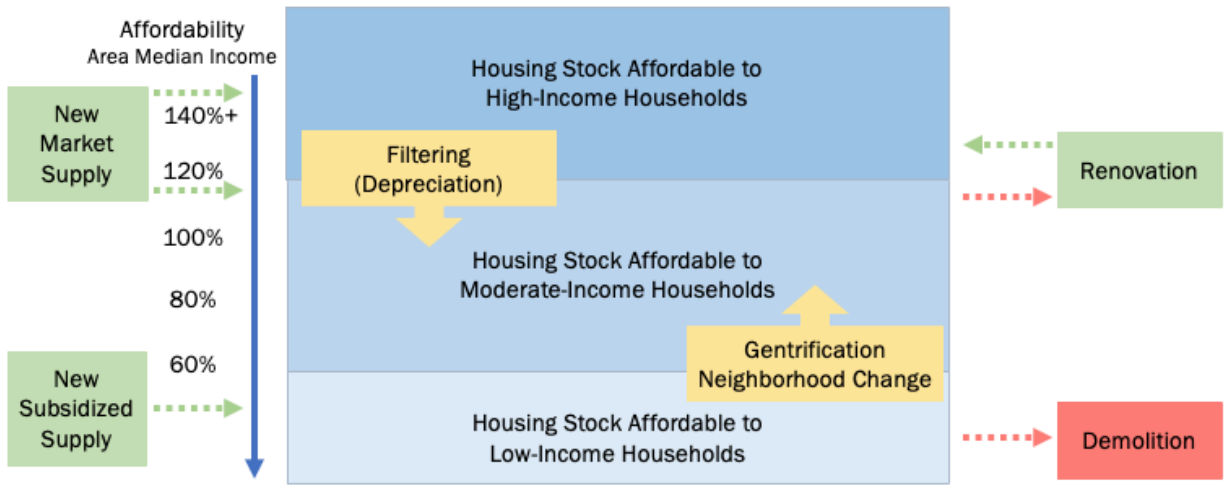 Affordability
Area Median Income
New
Market
Supply
140%+
120%
100%
80%
60%
New
Subsidized
Supply
Housing Stock Affordable to
High-Income Households
Filtering
(Depreciation)
Housing Stock Affordable to
Moderate-Income Households
Gentrification
Neighborhood Change
Housing Stock Affordable to
Low-Income Households
Renovation
Demolition